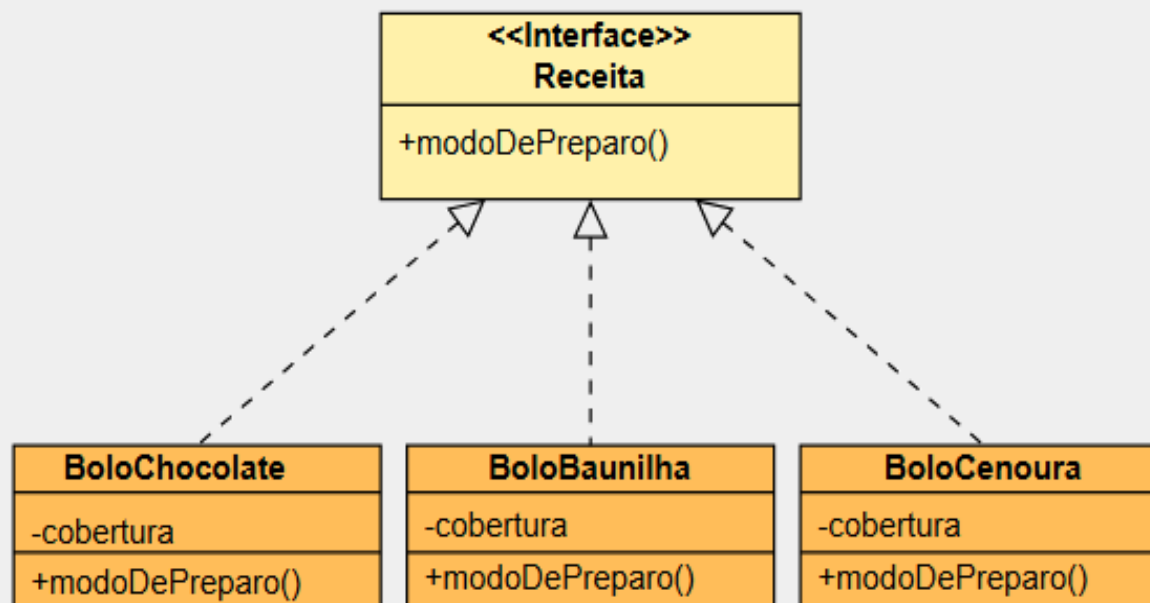 <<Interface>>
Receita
+modoDePreparo()
BoloChocolate
-cobertura
+modoDePreparo()
BoloBaunilha
-cobertura
+modoDePreparo()
BoloCenoura
-cobertura
+modoDePreparo()